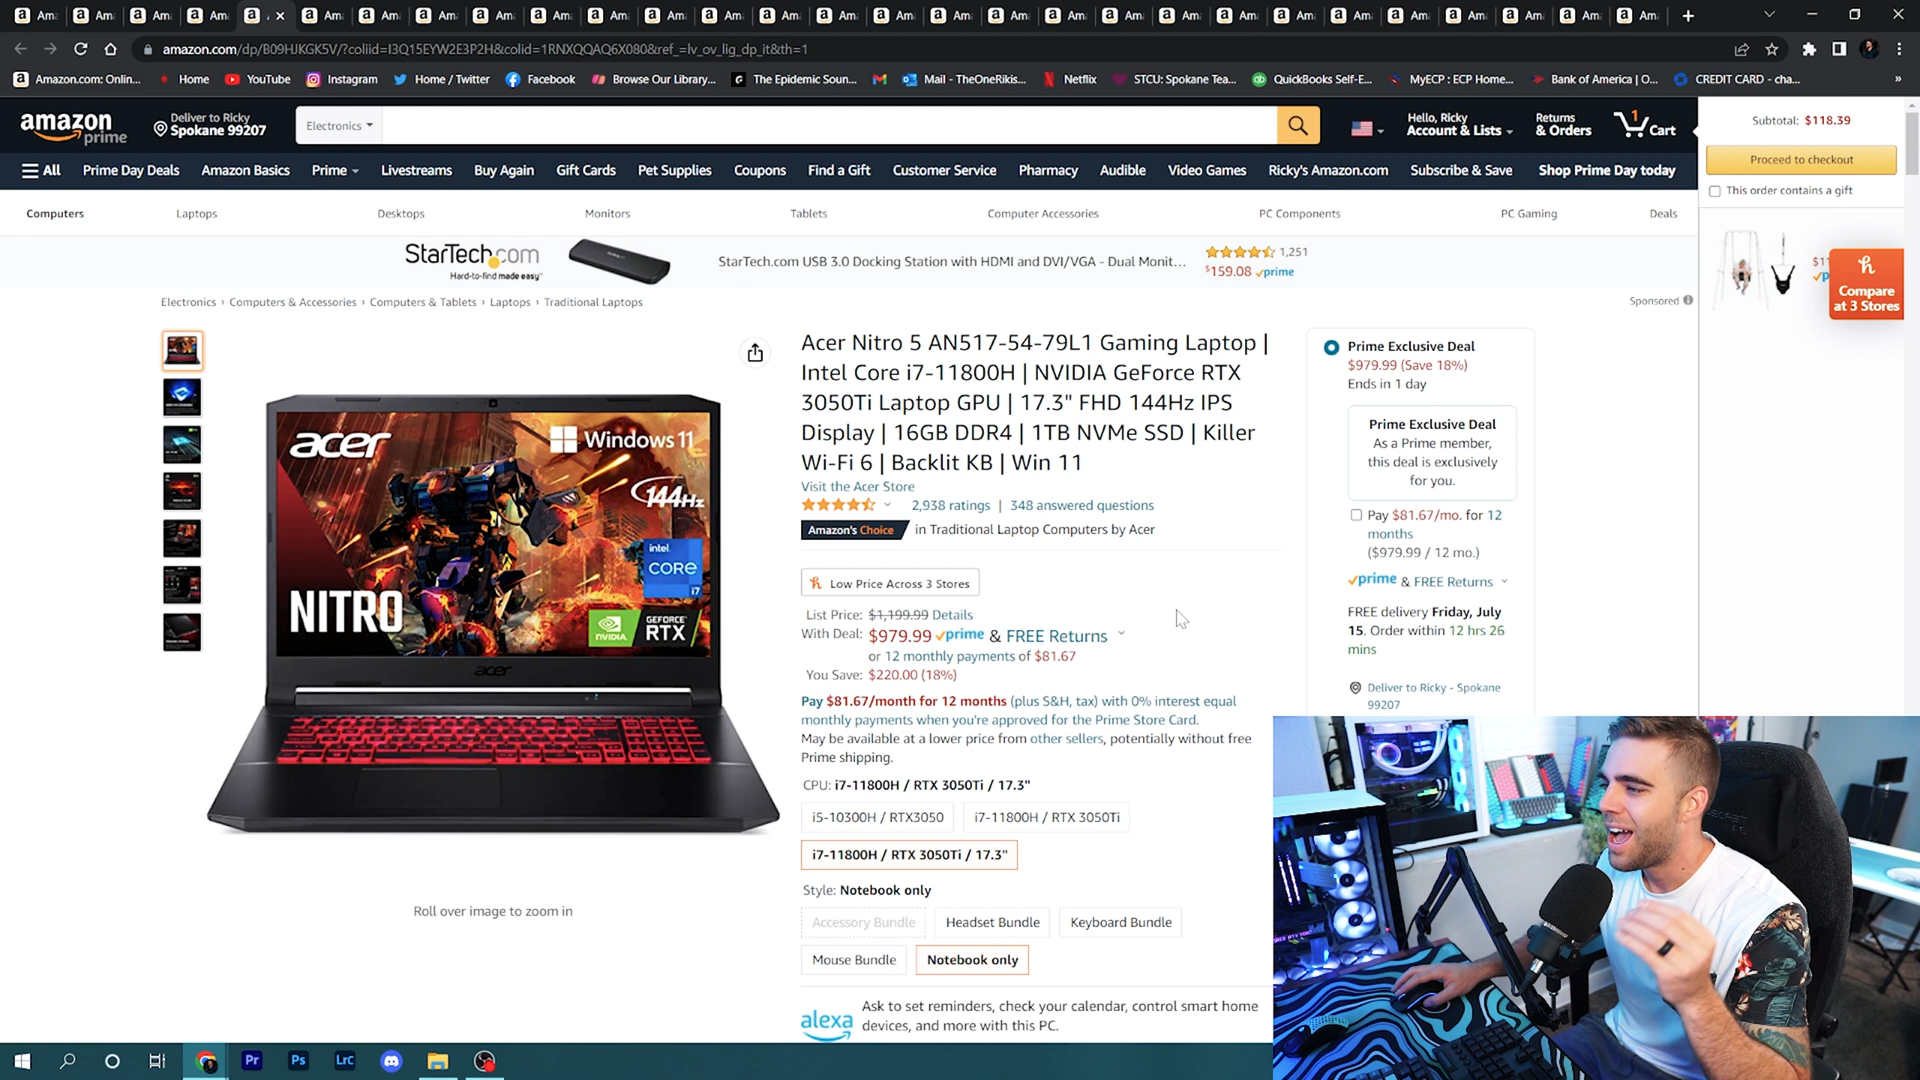 amazon.com/dp/B09HJKGK5V/?coliid=I3Q15EYW2E3P2H&colid=1RNXQQAQ6X080&ref_=lv_ov_lig_dp_it&th=1
Amazon.com: Onlin... Home YouTube Instagram Home / Twitter Facebook Browse Our Library... The Epidemic Soun... Mail - TheOneRikis... Netflix STCU: Spokane Tea... QuickBooks Self-E... MyECP : ECP Home... Bank of America | O... CREDIT CARD - cha... »
amazon prime
Deliver to Ricky
Spokane 99207
Electronics
Hello, Ricky
Account & Lists
Returns
& Orders
1
Cart
Subtotal: $118.39
Proceed to checkout
This order contains a gift
All Prime Day Deals Amazon Basics Prime Livestreams Buy Again Gift Cards Pet Supplies Coupons Find a Gift Customer Service Pharmacy Audible Video Games Ricky's Amazon.com Subscribe & Save Shop Prime Day today
Computers Laptops Desktops Monitors Tablets Computer Accessories PC Components PC Gaming Deals
StarTech.com
Hard-to-find made easy
StarTech.com USB 3.0 Docking Station with HDMI and DVI/VGA - Dual Monit...
1,251
$159.08 prime
Compare
at 3 Stores
Electronics › Computers & Accessories › Computers & Tablets › Laptops › Traditional Laptops
Sponsored
acer
Windows 11
144Hz
intel
CORE
i7
NITRO
NVIDIA
GEFORCE
RTX
acer
Roll over image to zoom in
Acer Nitro 5 AN517-54-79L1 Gaming Laptop |
Intel Core i7-11800H | NVIDIA GeForce RTX
3050Ti Laptop GPU | 17.3" FHD 144Hz IPS
Display | 16GB DDR4 | 1TB NVMe SSD | Killer
Wi-Fi 6 | Backlit KB | Win 11
Visit the Acer Store
2,938 ratings | 348 answered questions
Amazon's Choice in Traditional Laptop Computers by Acer
Low Price Across 3 Stores
List Price: $1,199.99 Details
With Deal: $979.99 prime & FREE Returns
or 12 monthly payments of $81.67
You Save: $220.00 (18%)
Pay $81.67/month for 12 months (plus S&H, tax) with 0% interest equal
monthly payments when you're approved for the Prime Store Card.
May be available at a lower price from other sellers, potentially without free
Prime shipping.
CPU: i7-11800H / RTX 3050Ti / 17.3"
i5-10300H / RTX3050
i7-11800H / RTX 3050Ti
i7-11800H / RTX 3050Ti / 17.3"
Style: Notebook only
Accessory Bundle
Headset Bundle
Keyboard Bundle
Mouse Bundle
Notebook only
alexa
Ask to set reminders, check your calendar, control smart home
devices, and more with this PC.
Prime Exclusive Deal
$979.99 (Save 18%)
Ends in 1 day
Prime Exclusive Deal
As a Prime member,
this deal is exclusively
for you.
Pay $81.67/mo. for 12
months
($979.99 / 12 mo.)
prime & FREE Returns
FREE delivery Friday, July
15. Order within 12 hrs 26
mins
Deliver to Ricky - Spokane
99207
Pr Ps LrC